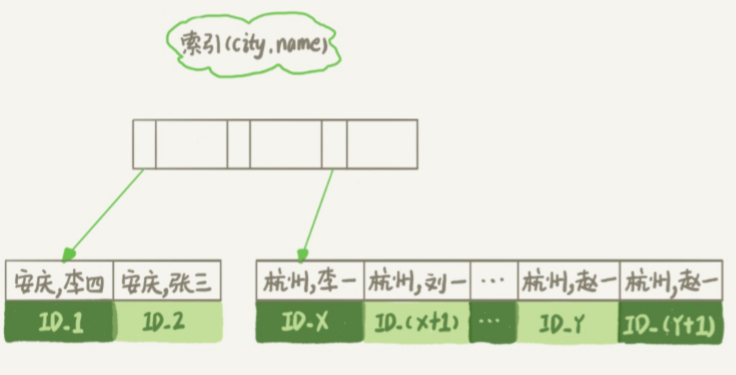 索引(city,name)
安庆,李四 安庆,张三 杭州,李一 杭州,刘一 ... 杭州,赵一 杭州,赵一
ID_1 ID_2 ID_X ID_(X+1) ... ID_Y ID_(Y+1)